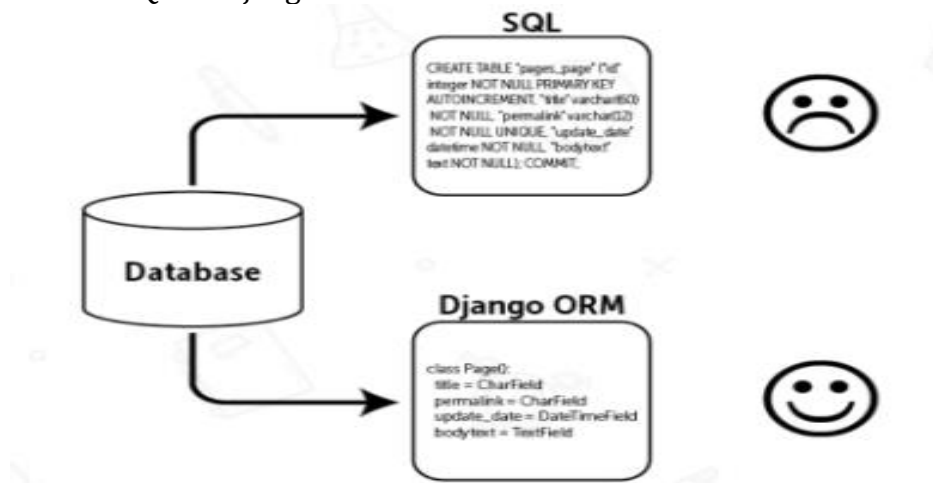 SQL
CREATE TABLE "pages_page" ("id"
integer NOT NULL PRIMARY KEY
AUTOINCREMENT, "title" varchar(60)
NOT NULL, "permalink" varchar(12)
NOT NULL UNIQUE, "update_date"
datetime NOT NULL, "bodytext"
text NOT NULL); COMMIT;
Database
Django ORM
class Page():
title = CharField
permalink = CharField
update_date = DateTimeField
bodytext = TextField